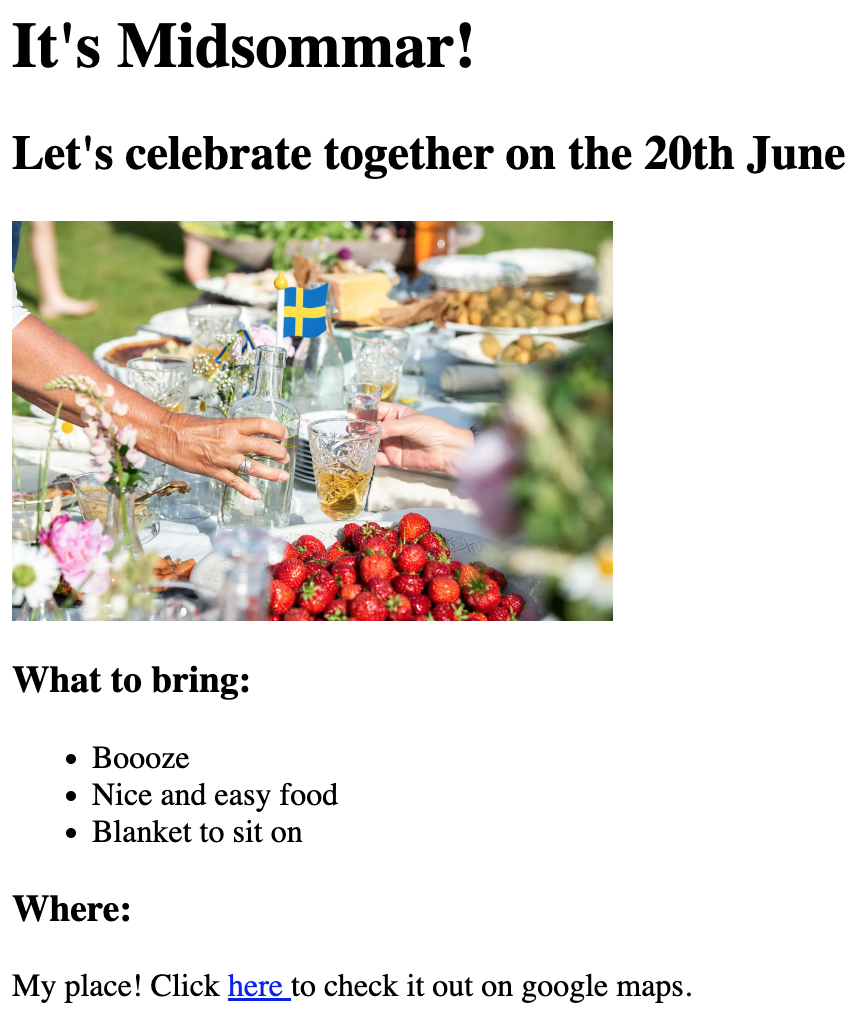 It's Midsommar!
Let's celebrate together on the 20th June
What to bring:
Boooze
Nice and easy food
Blanket to sit on
Where:
My place! Click here to check it out on google maps.